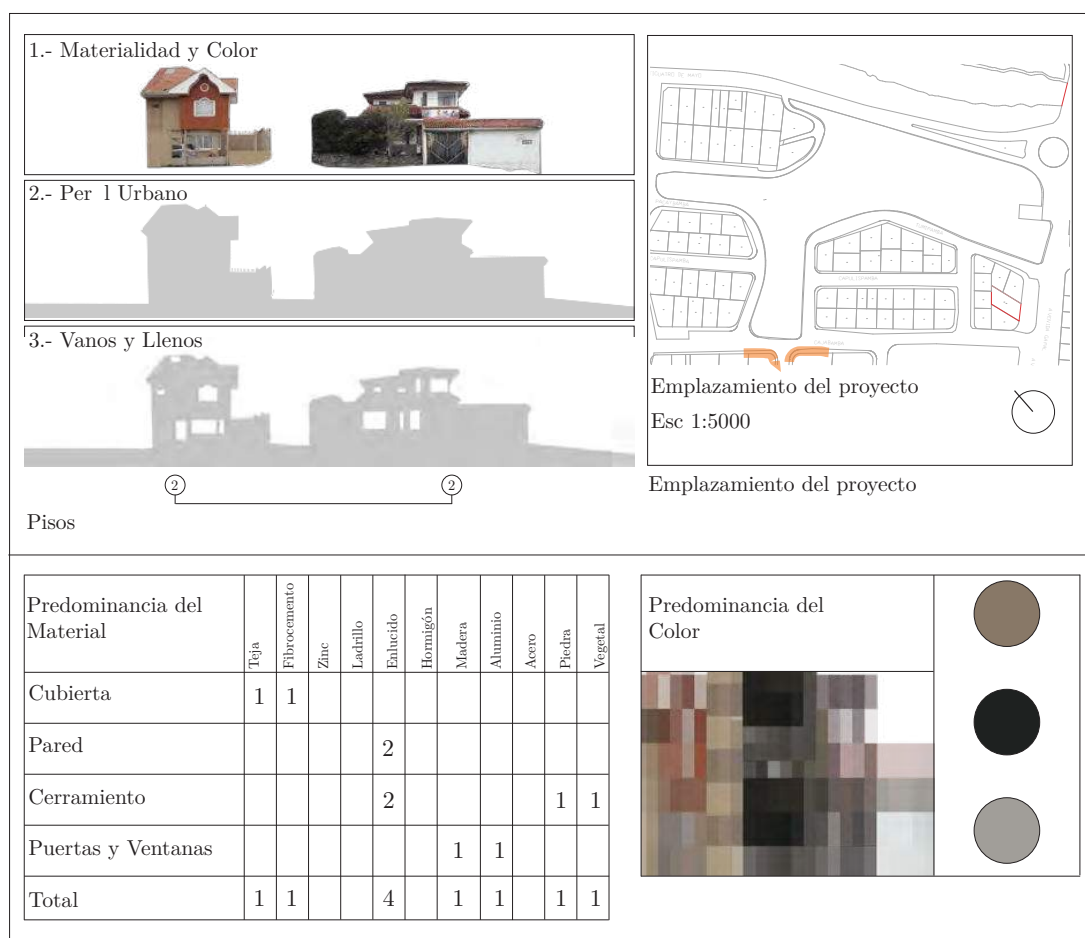 1.- Materialidad y Color
2.- Per l Urbano
3.- Vanos y Llenos
2 2
Pisos
CUATRO DE MAYO
Emplazamiento del proyecto
Esc 1:5000
Emplazamiento del proyecto
Predominancia del
Material
Teja Fibrocemento Zinc Ladrillo Enlucido Hormigón Madera Aluminio Acero Piedra Vegetal
Cubierta 1 1
Pared 2
Cerramiento 2 1 1
Puertas y Ventanas 1 1
Total 1 1 4 1 1 1 1
Predominancia del
Color